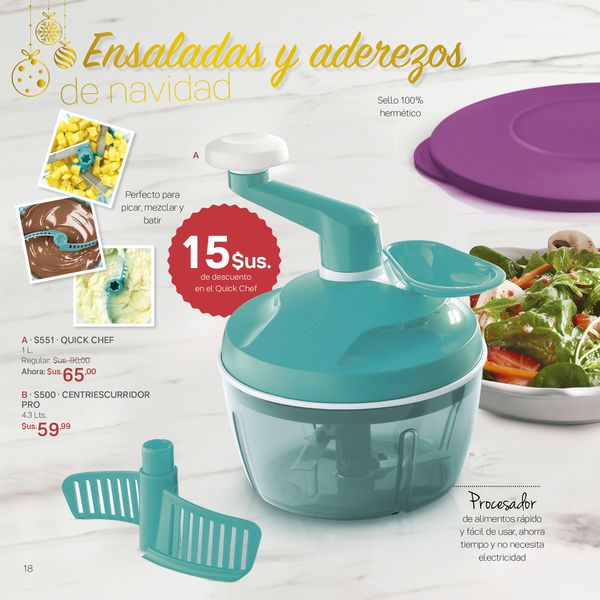 Ensaladas y aderezos
de navidad
Sello 100%
hermético
A
Perfecto para
picar, mezclar y
batir
15$us.
de descuento
en el Quick Chef
A · S551 · QUICK CHEF
1 L.
Regular: $us. 80,00
Ahora: $us.65,00
B · S500 · CENTRIESCURRIDOR
PRO
4.3 Lts.
$us.59,99
Procesador
de alimentos rápido
y fácil de usar, ahorra
tiempo y no necesita
electricidad
18